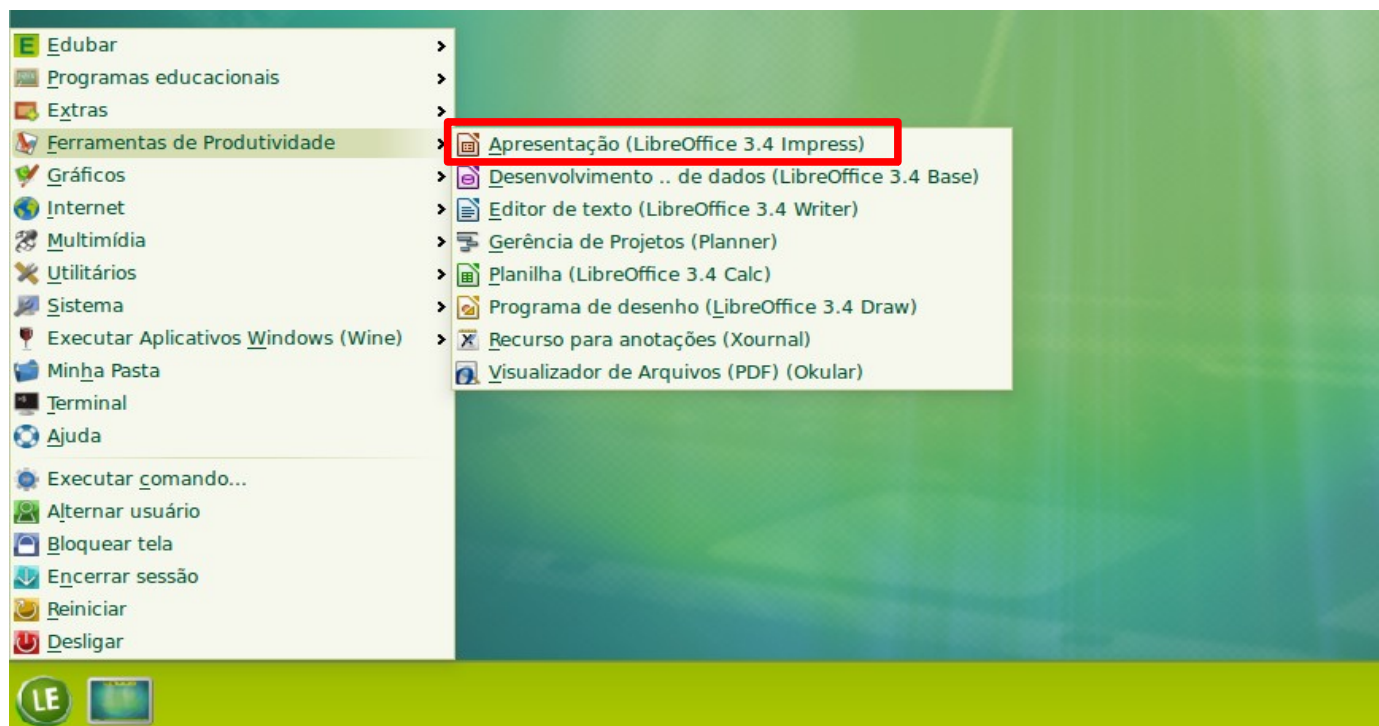 Edubar
Programas educacionais
Extras
Ferramentas de Produtividade
Gráficos
Internet
Multimídia
Utilitários
Sistema
Executar Aplicativos Windows (Wine)
Minha Pasta
Terminal
Ajuda
Executar comando...
Alternar usuário
Bloquear tela
Encerrar sessão
Reiniciar
Desligar
Apresentação (LibreOffice 3.4 Impress)
Desenvolvimento .. de dados (LibreOffice 3.4 Base)
Editor de texto (LibreOffice 3.4 Writer)
Gerência de Projetos (Planner)
Planilha (LibreOffice 3.4 Calc)
Programa de desenho (LibreOffice 3.4 Draw)
Recurso para anotações (Xournal)
Visualizador de Arquivos (PDF) (Okular)
LE